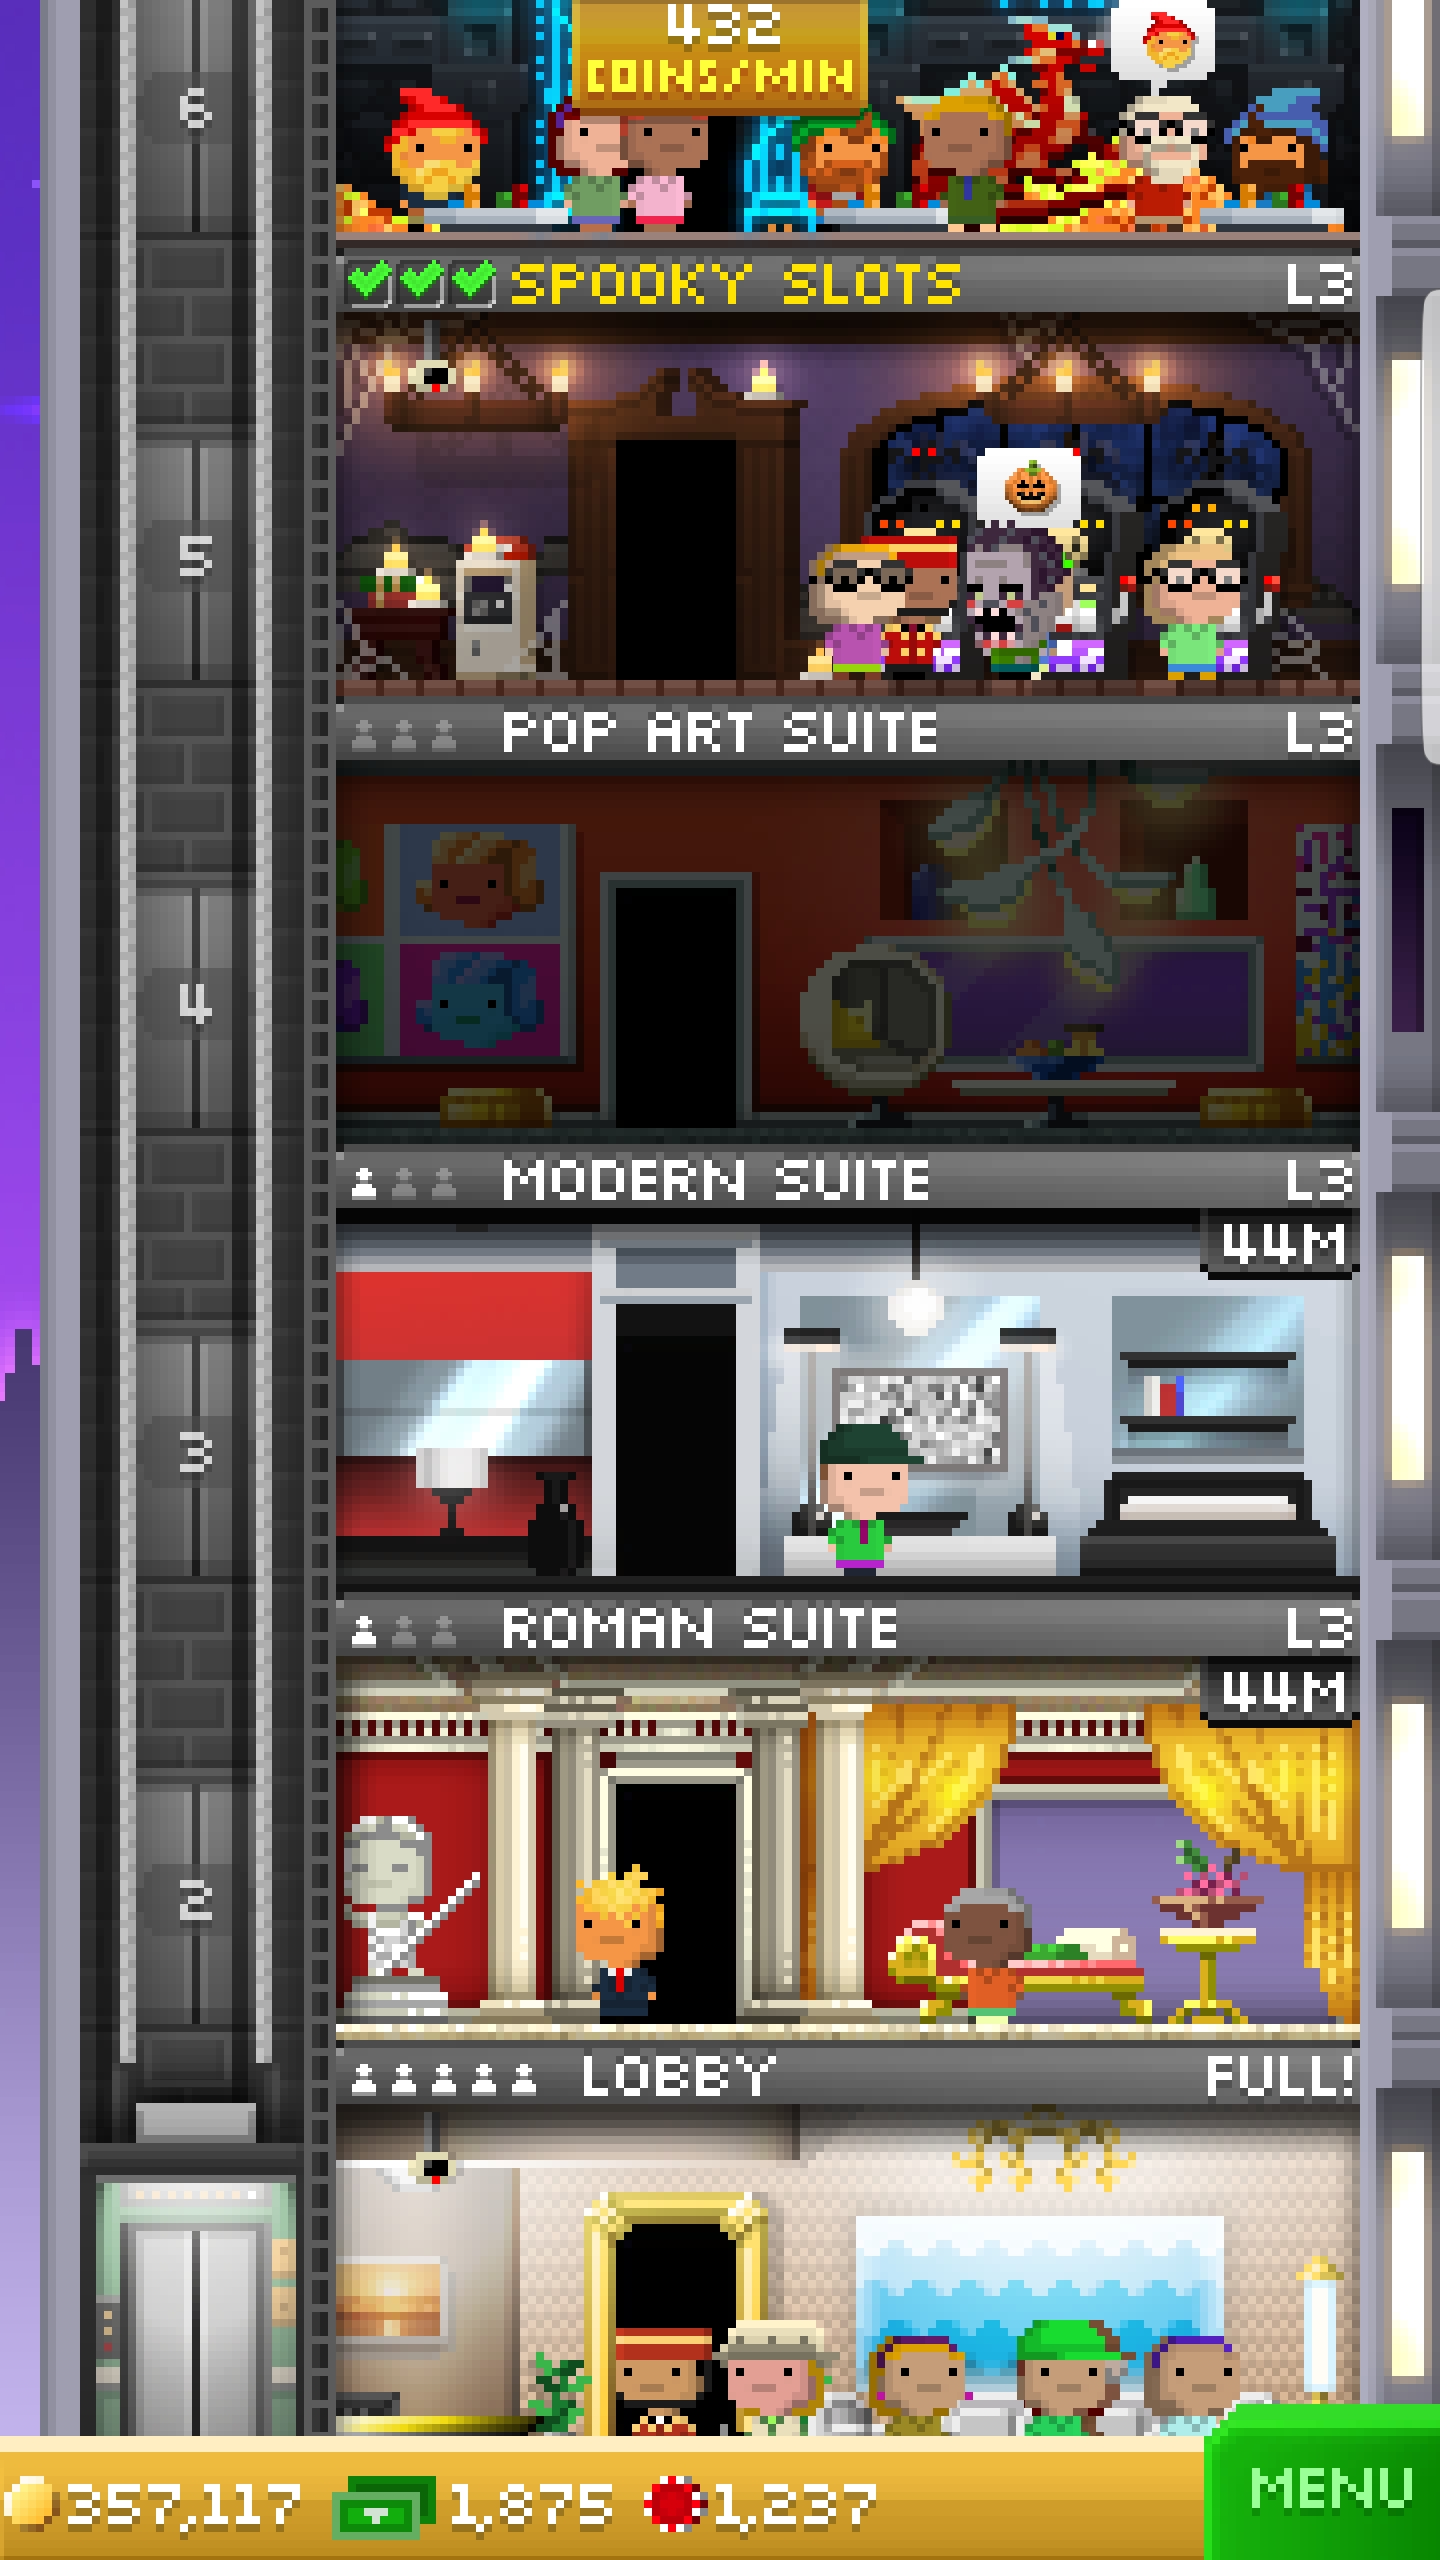 432
COINS/MIN
6
SPOOKY SLOTS L3
5
POP ART SUITE L3
4
MODERN SUITE L3
44M
3
ROMAN SUITE L3
44M
2
LOBBY FULL!
357,117 1,875 1,237 MENU